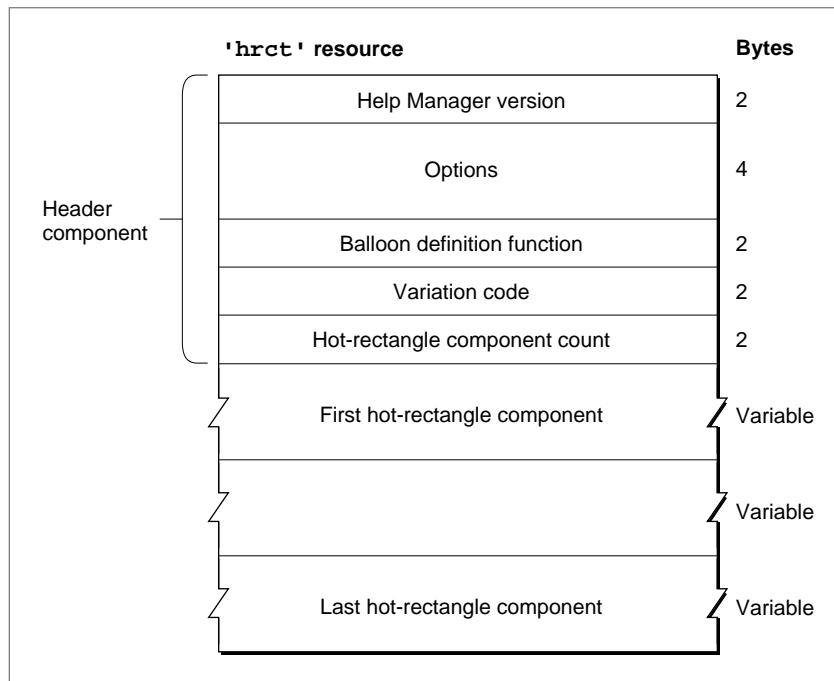 'hrct' resource Bytes
Help Manager version 2
Options 4
Header
component
Balloon definition function 2
Variation code 2
Hot-rectangle component count 2
First hot-rectangle component Variable
Variable
Last hot-rectangle component Variable